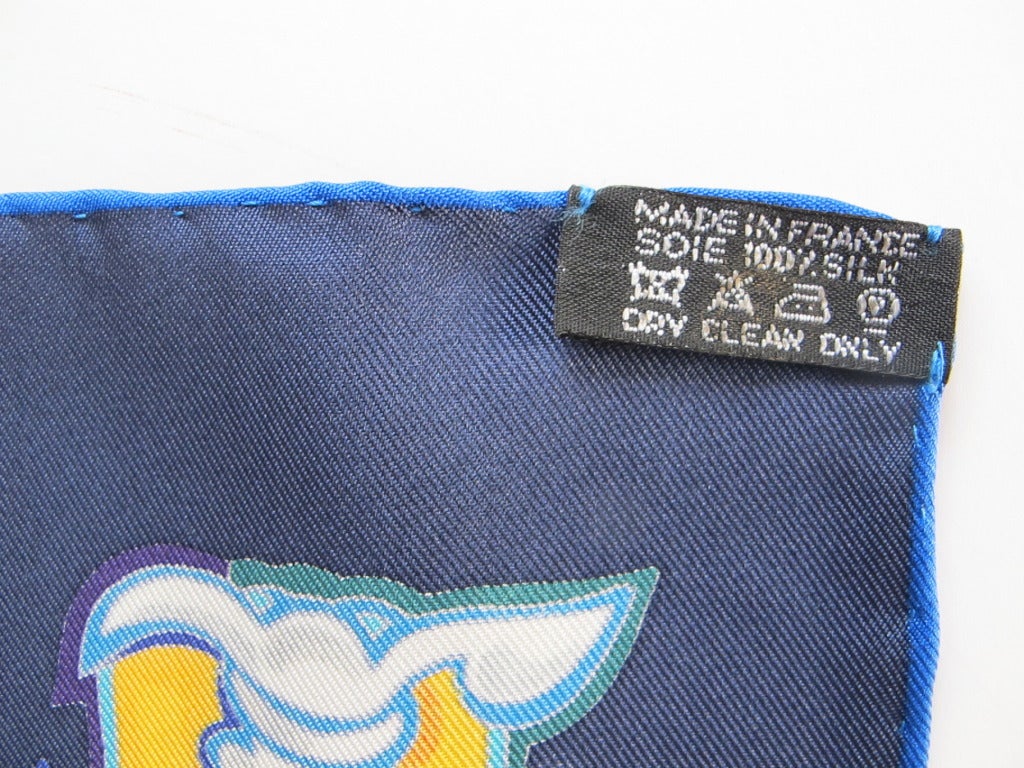 MADE IN FRANCE
SOIE 100% SILK
DRY CLEAN ONLY